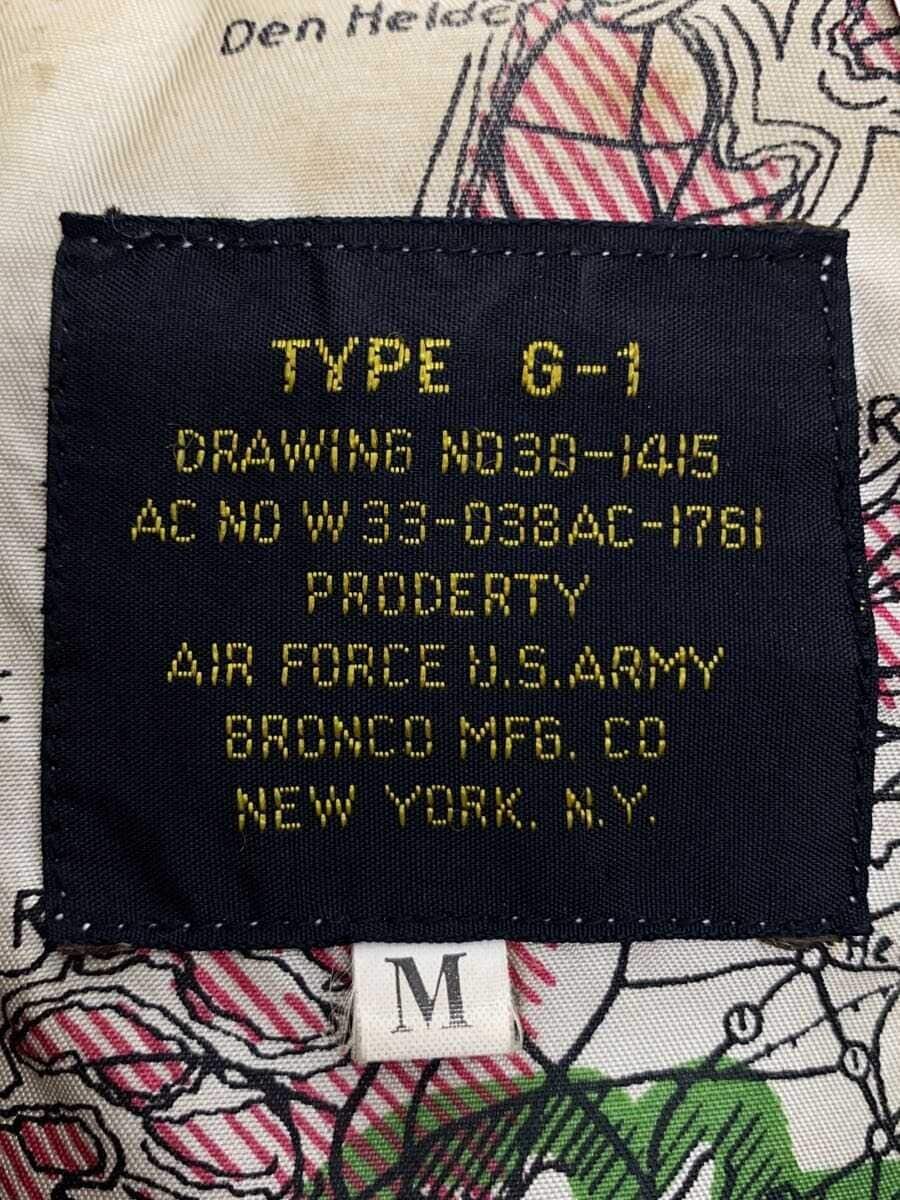 Den Helder
TYPE G-1
DRAWING NO30-1415
AC NO W33-038AC-1761
PRODERTY
AIR FORCE U.S.ARMY
BRONCO MFG. CO
NEW YORK. N.Y.
M
He